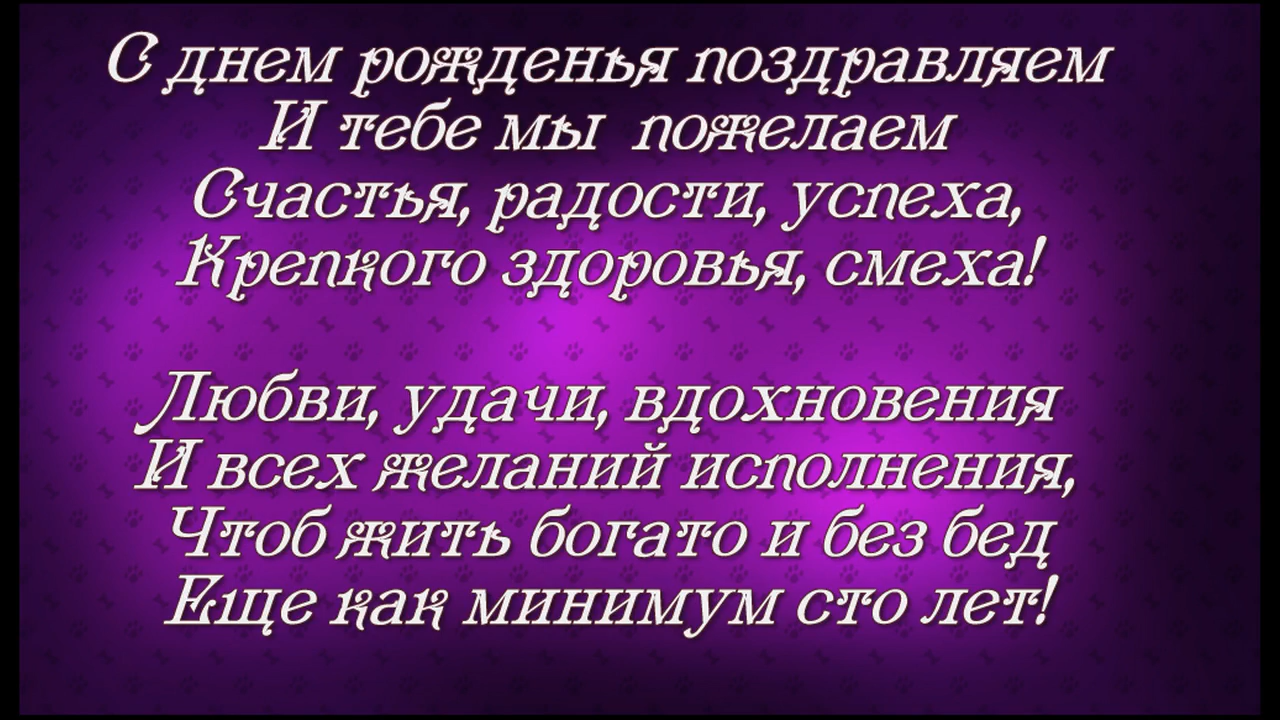 С днем рожденья поздравляем
И тебе мы пожелаем
Счастья, радости, успеха,
Крепкого здоровья, смеха!
Любви, удачи, вдохновения
И всех желаний исполнения,
Чтоб жить богато и без бед
Еще как минимум сто лет!